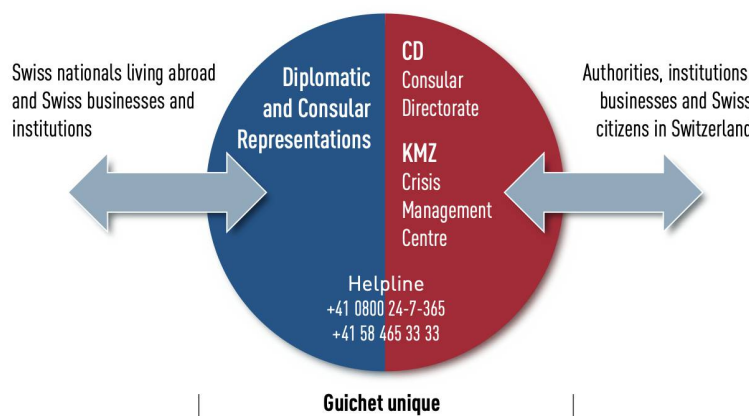 Swiss nationals living abroad
and Swiss businesses and
institutions
Diplomatic
and Consular
Representations
CD
Consular
Directorate
KMZ
Crisis
Management
Centre
Authorities, institutions
businesses and Swiss
citizens in Switzerland
Helpline
+41 0800 24-7-365
+41 58 465 33 33
Guichet unique